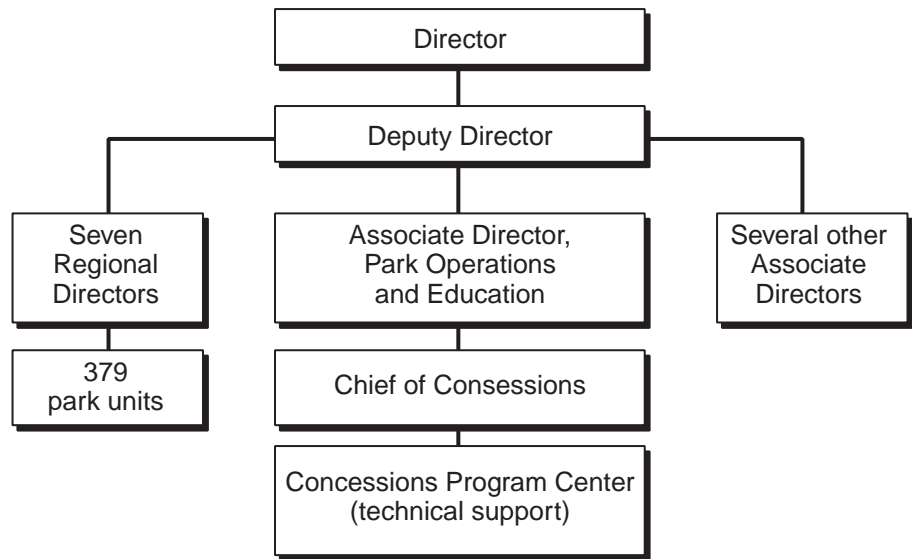 Director
Deputy Director
Seven
Regional
Directors
Associate Director,
Park Operations
and Education
Several other
Associate
Directors
379
park units
Chief of Consessions
Concessions Program Center
(technical support)